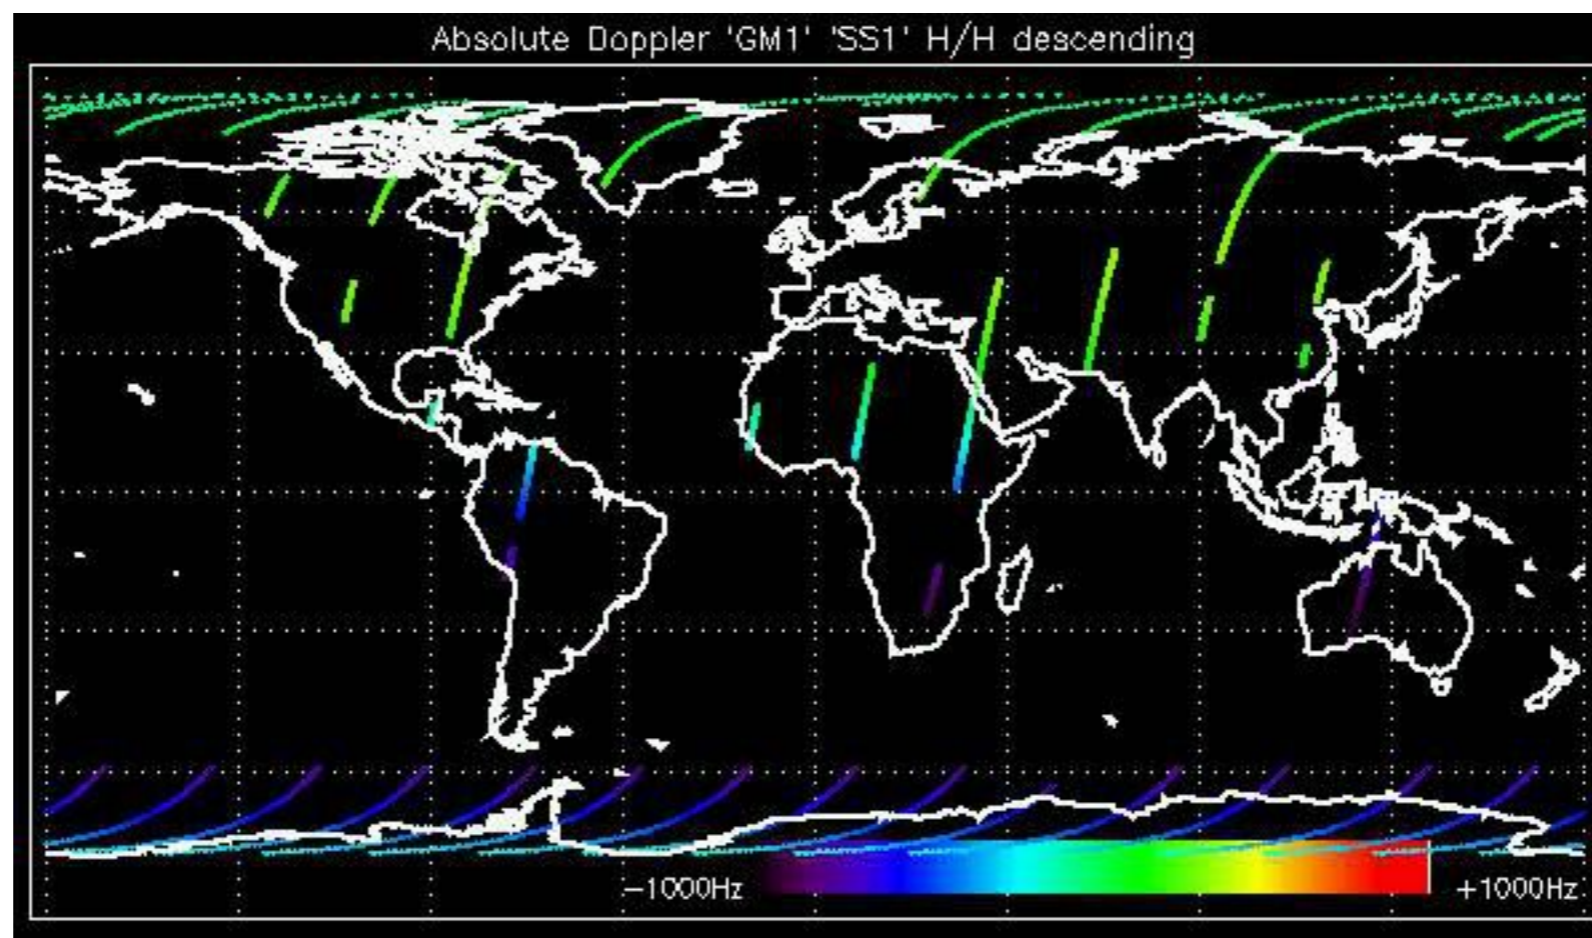 Absolute Doppler 'GM1' 'SS1' H/H descending
−1000Hz
+1000Hz